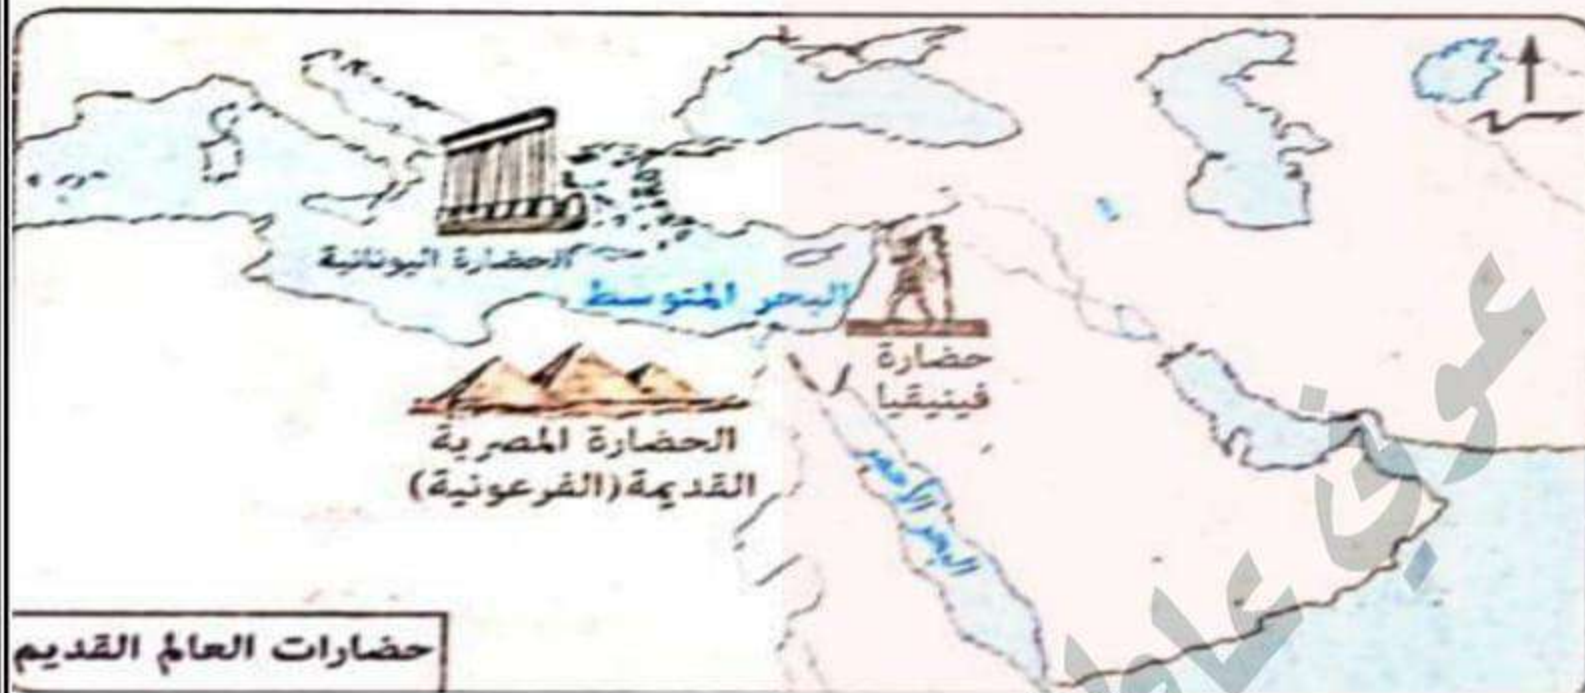 الحضارة اليونانية
البحر المتوسط
حضارة
فينيقيا
الحضارة المصرية
القديمة (الفرعونية)
البحر الأحمر
حضارات العالم القديم